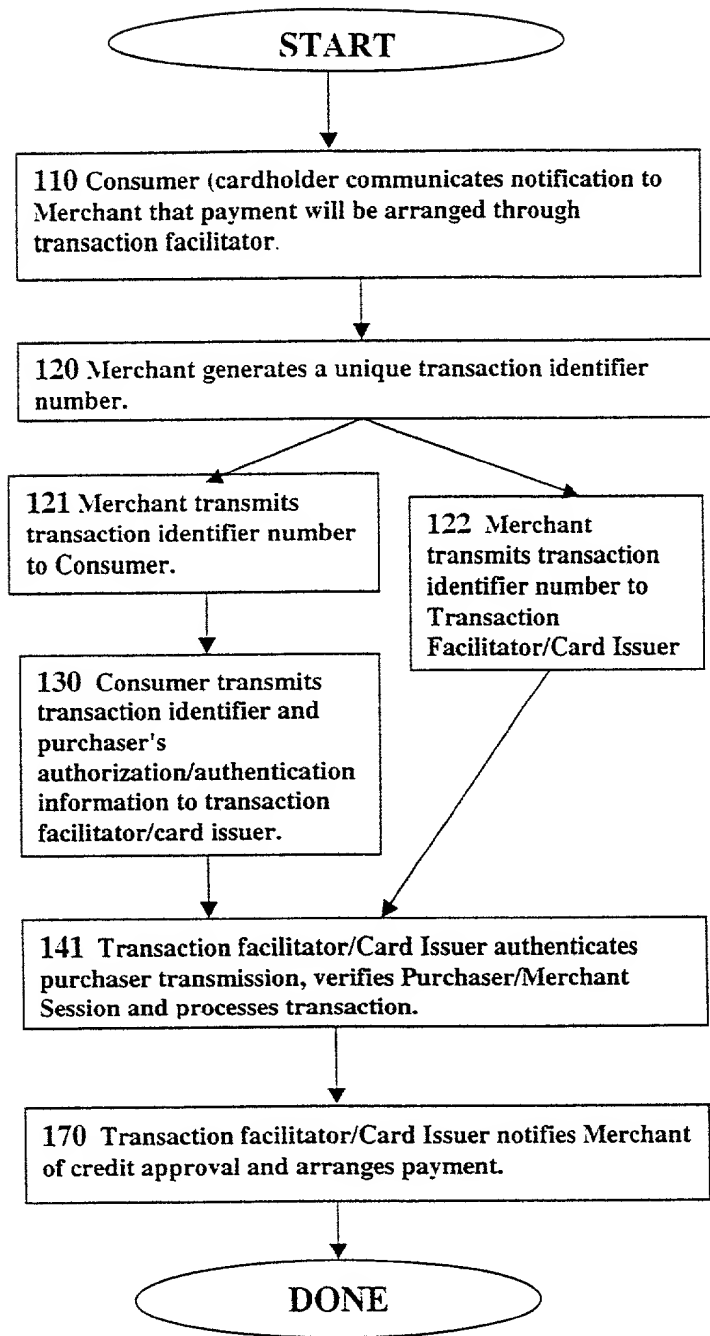 START
110 Consumer (cardholder communicates notification to
Merchant that payment will be arranged through
transaction facilitator.
120 Merchant generates a unique transaction identifier
number.
121 Merchant transmits
transaction identifier number
to Consumer.
122 Merchant
transmits transaction
identifier number to
Transaction
Facilitator/Card Issuer
130 Consumer transmits
transaction identifier and
purchaser's
authorization/authentication
information to transaction
facilitator/card issuer.
141 Transaction facilitator/Card Issuer authenticates
purchaser transmission, verifies Purchaser/Merchant
Session and processes transaction.
170 Transaction facilitator/Card Issuer notifies Merchant
of credit approval and arranges payment.
DONE